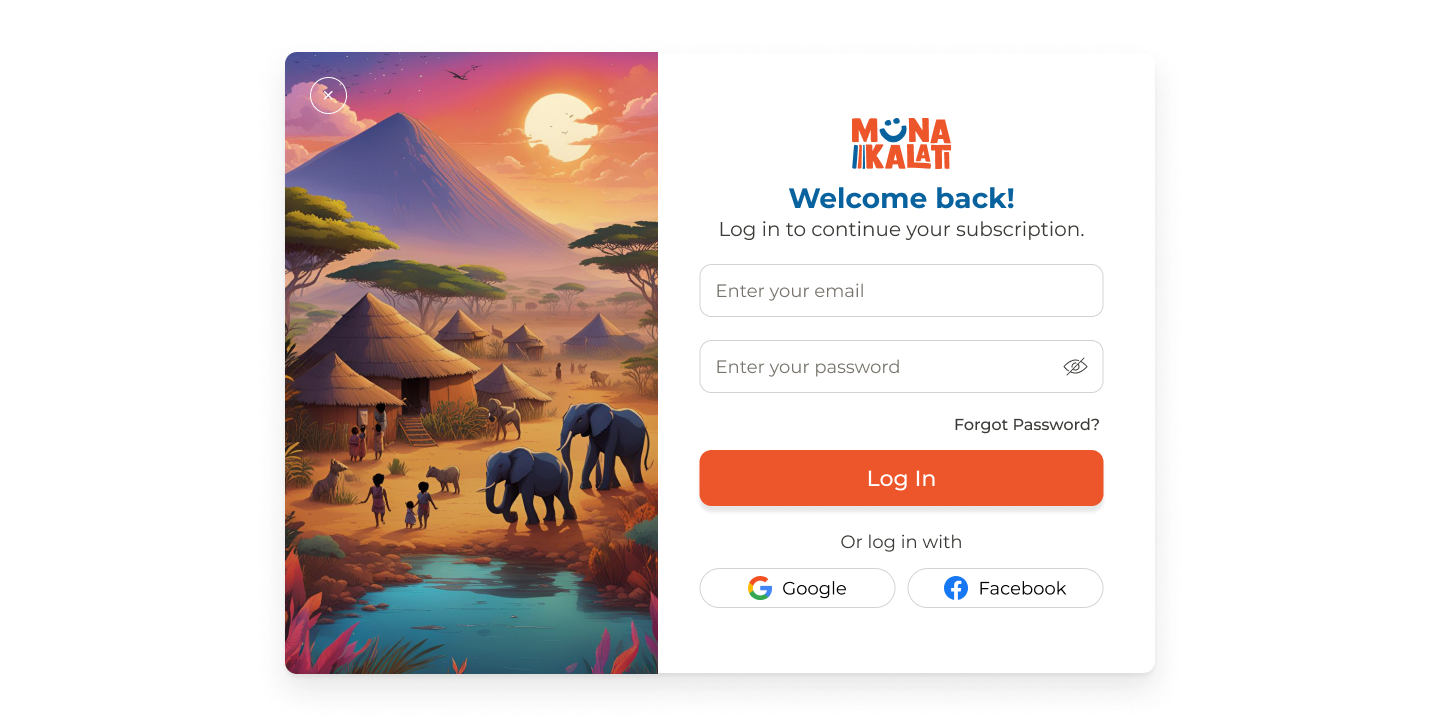 MUNA
KALATI
Welcome back!
Log in to continue your subscription.
Enter your email
Enter your password
Forgot Password?
Log In
Or log in with
Google
Facebook